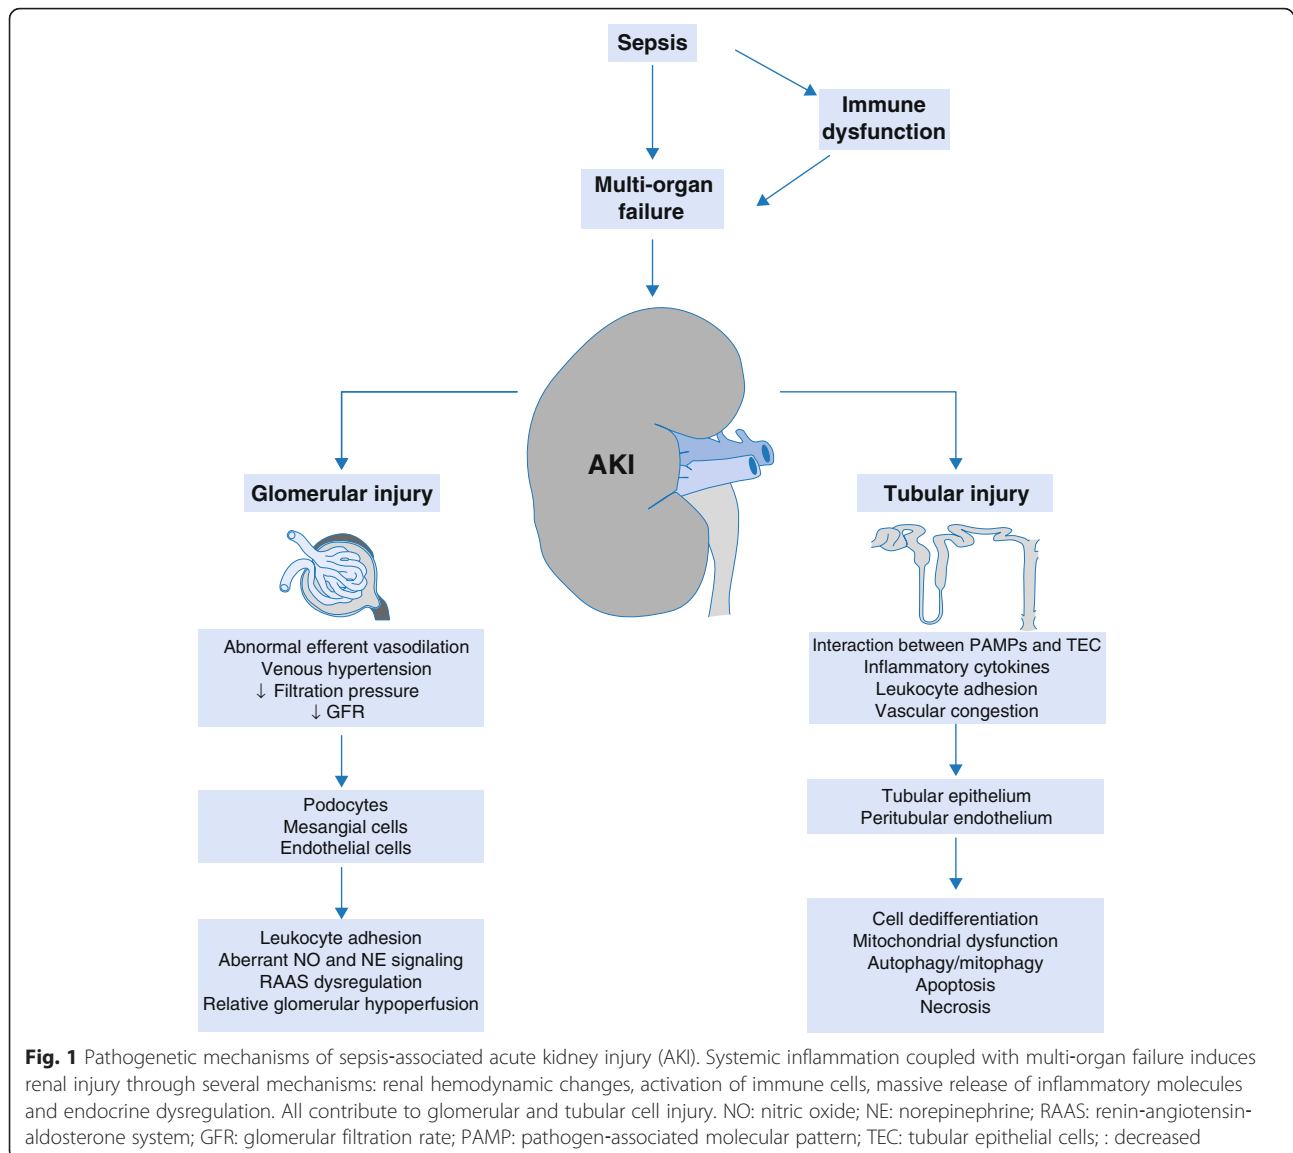 Sepsis
Immune
dysfunction
Multi-organ
failure
AKI
Glomerular injury
Abnormal efferent vasodilation
Venous hypertension
↓ Filtration pressure
↓ GFR
Podocytes
Mesangial cells
Endothelial cells
Leukocyte adhesion
Aberrant NO and NE signaling
RAAS dysregulation
Relative glomerular hypoperfusion
Tubular injury
Interaction between PAMPs and TEC
Inflammatory cytokines
Leukocyte adhesion
Vascular congestion
Tubular epithelium
Peritubular endothelium
Cell dedifferentiation
Mitochondrial dysfunction
Autophagy/mitophagy
Apoptosis
Necrosis
Fig. 1 Pathogenetic mechanisms of sepsis-associated acute kidney injury (AKI). Systemic inflammation coupled with multi-organ failure induces
renal injury through several mechanisms: renal hemodynamic changes, activation of immune cells, massive release of inflammatory molecules
and endocrine dysregulation. All contribute to glomerular and tubular cell injury. NO: nitric oxide; NE: norepinephrine; RAAS: renin-angiotensin-
aldosterone system; GFR: glomerular filtration rate; PAMP: pathogen-associated molecular pattern; TEC: tubular epithelial cells; : decreased